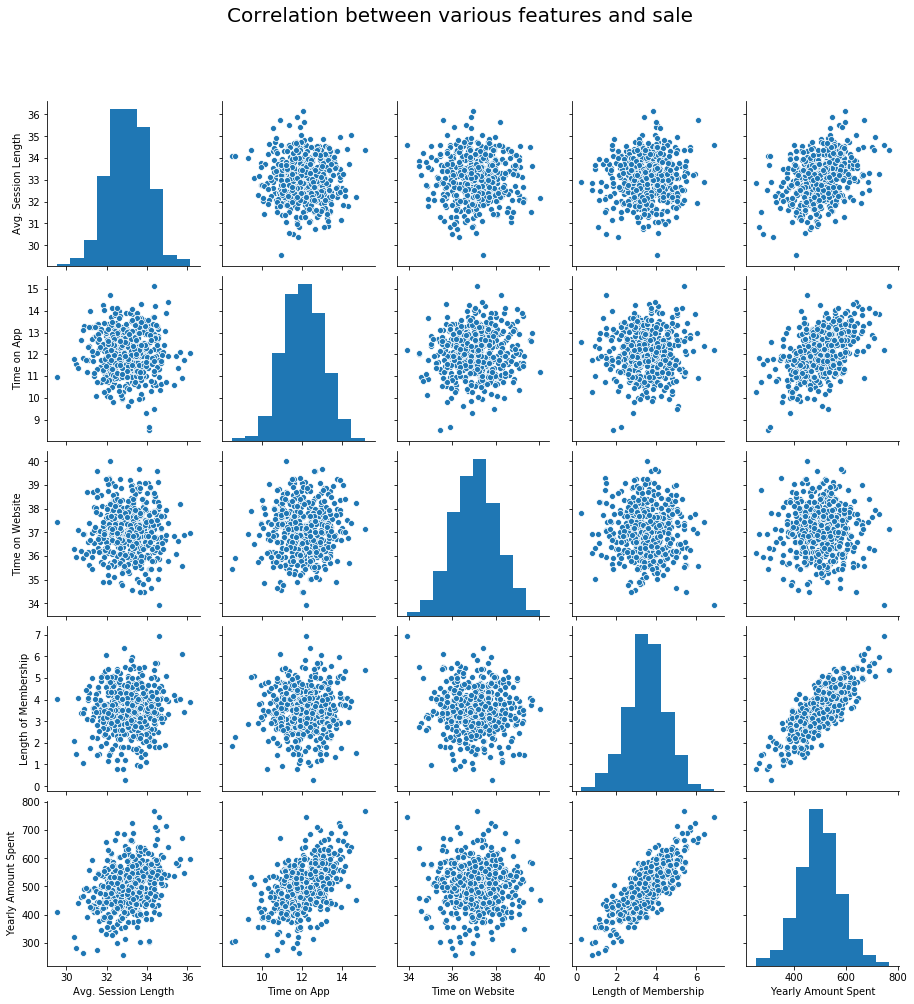 Correlation between various features and sale
36
35
34
33
32
31
30
Avg. Session Length
15
14
13
12
11
10
9
Time on App
40
39
38
37
36
35
34
Time on Website
7
6
5
4
3
2
1
0
Length of Membership
800
700
600
500
400
300
Yearly Amount Spent
30 32 34 36
10 12 14
34 36 38 40
0 2 4 6
400 600 800
Avg. Session Length
Time on App
Time on Website
Length of Membership
Yearly Amount Spent